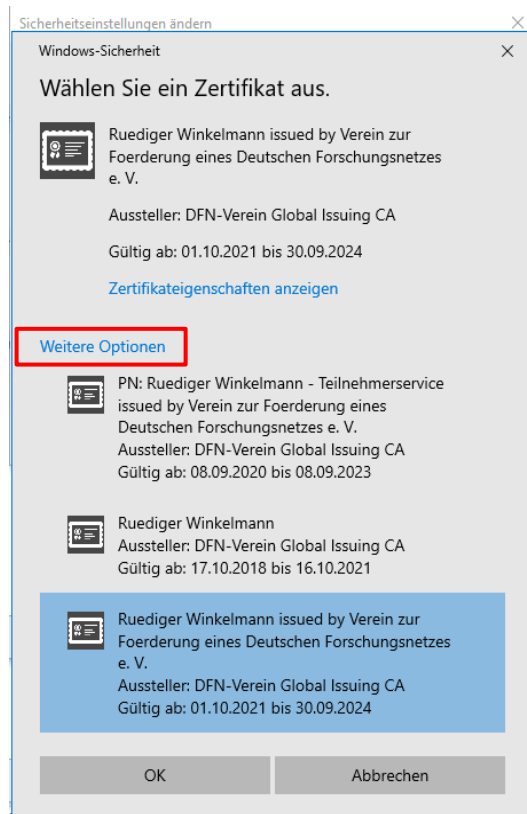 Sicherheitseinstellungen ändern
Windows-Sicherheit
Wählen Sie ein Zertifikat aus.
Ruediger Winkelmann issued by Verein zur
Foerderung eines Deutschen Forschungsnetzes
e. V.
Aussteller: DFN-Verein Global Issuing CA
Gültig ab: 01.10.2021 bis 30.09.2024
Zertifikateigenschaften anzeigen
Weitere Optionen
PN: Ruediger Winkelmann - Teilnehmerservice
issued by Verein zur Foerderung eines
Deutschen Forschungsnetzes e. V.
Aussteller: DFN-Verein Global Issuing CA
Gültig ab: 08.09.2020 bis 08.09.2023
Ruediger Winkelmann
Aussteller: DFN-Verein Global Issuing CA
Gültig ab: 17.10.2018 bis 16.10.2021
Ruediger Winkelmann issued by Verein zur
Foerderung eines Deutschen Forschungsnetzes
e. V.
Aussteller: DFN-Verein Global Issuing CA
Gültig ab: 01.10.2021 bis 30.09.2024
OK
Abbrechen